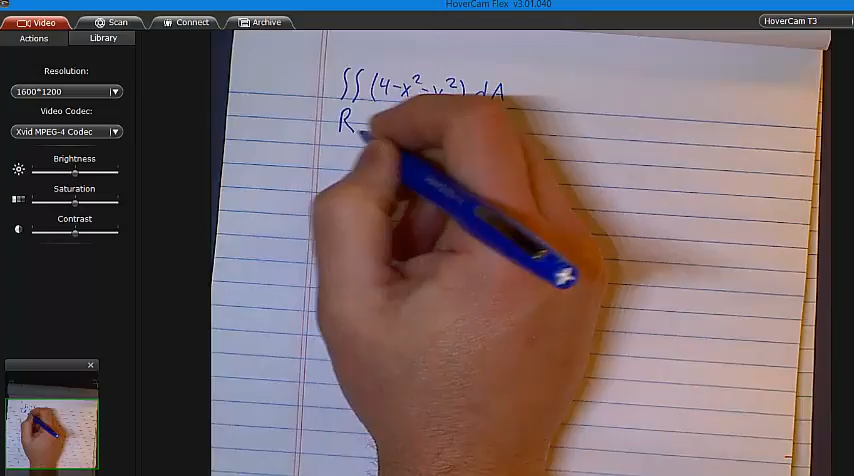 HoverCam Flex v3.01.040
Video Scan Connect Archive HoverCam T3
Actions Library
Resolution:
1600*1200
Video Codec:
Xvid MPEG-4 Codec
Brightness
Saturation
Contrast
∬ (4-x²-y²) dA
R